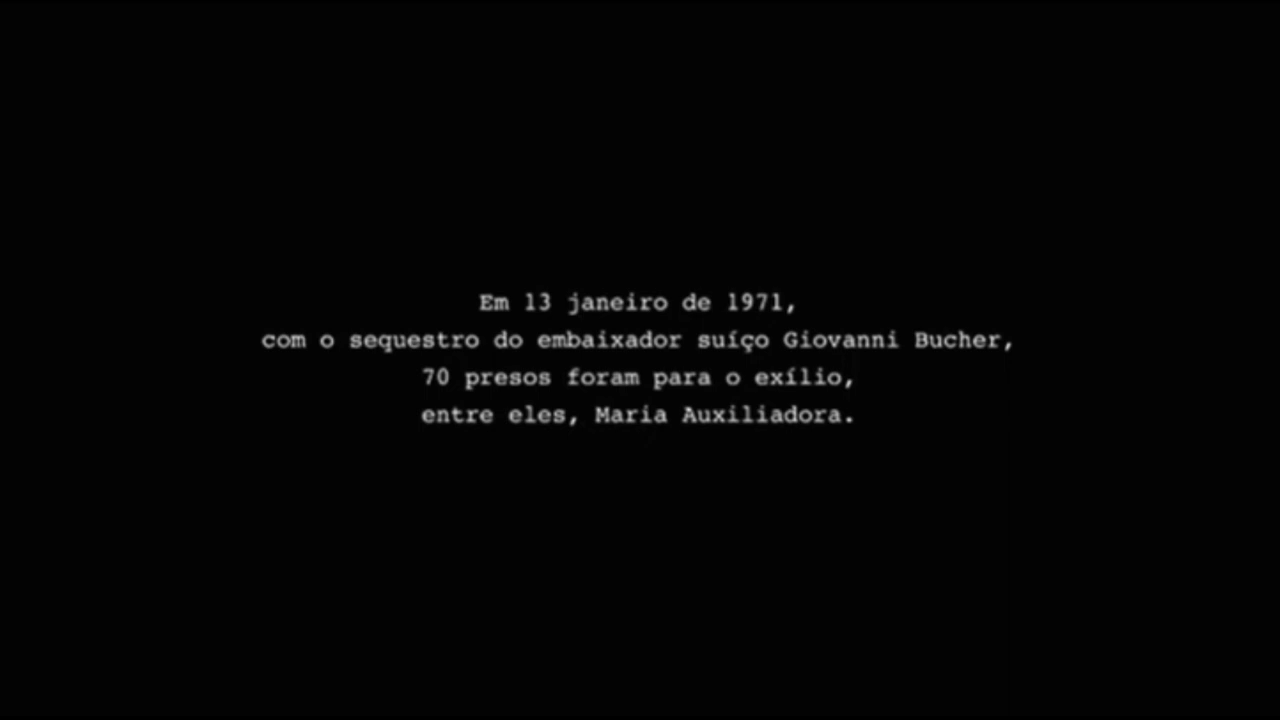 Em 13 janeiro de 1971,
com o sequestro do embaixador suíço Giovanni Bucher,
70 presos foram para o exílio,
entre eles, Maria Auxiliadora.